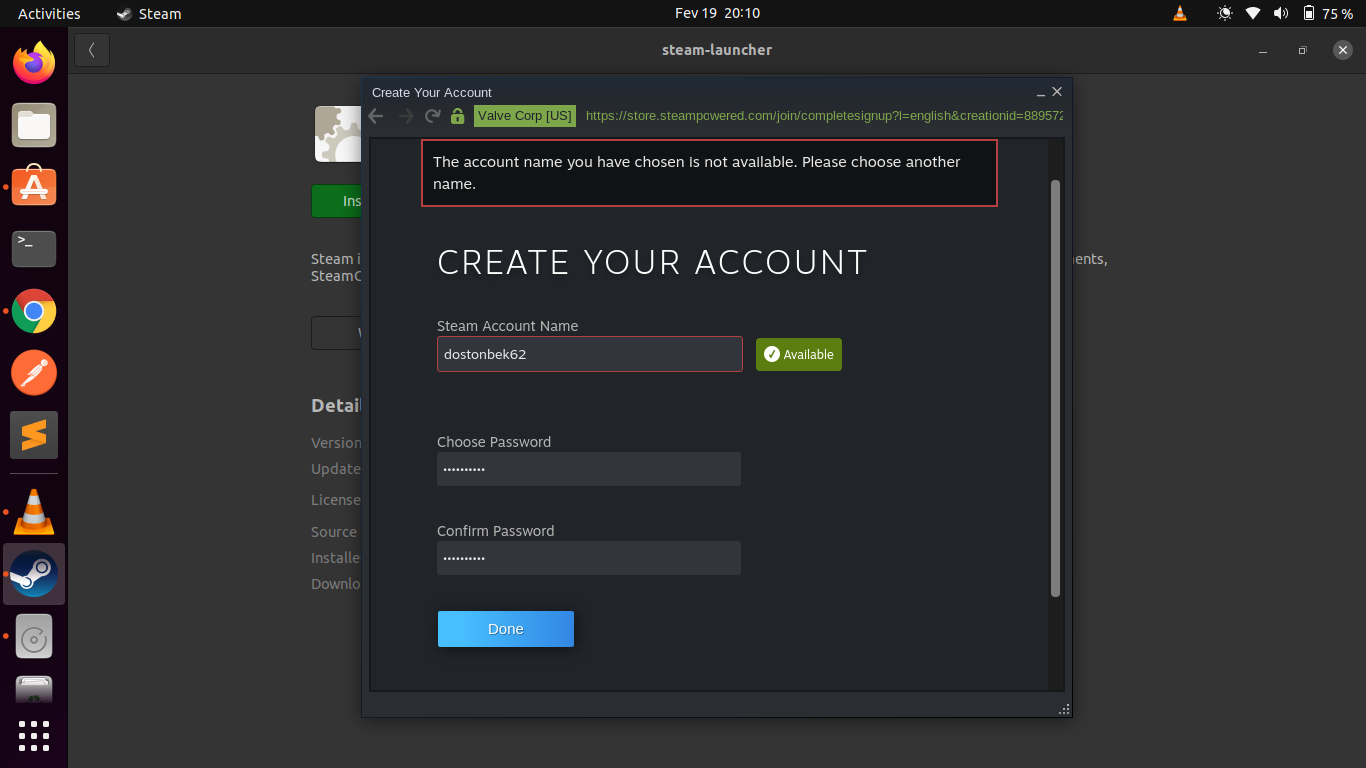 Activities
Steam
Fev 19 20:10
75 %
steam-launcher
Create Your Account
Valve Corp [US]
https://store.steampowered.com/join/completesignup?l=english&creationid=889572
The account name you have chosen is not available. Please choose another
name.
Ins
Steam i
ents,
SteamC
CREATE YOUR ACCOUNT
Steam Account Name
dostonbek62
Available
Detail
Version
Update
License
Source
Installe
Downlo
Choose Password
••••••••••
Confirm Password
••••••••••
Done